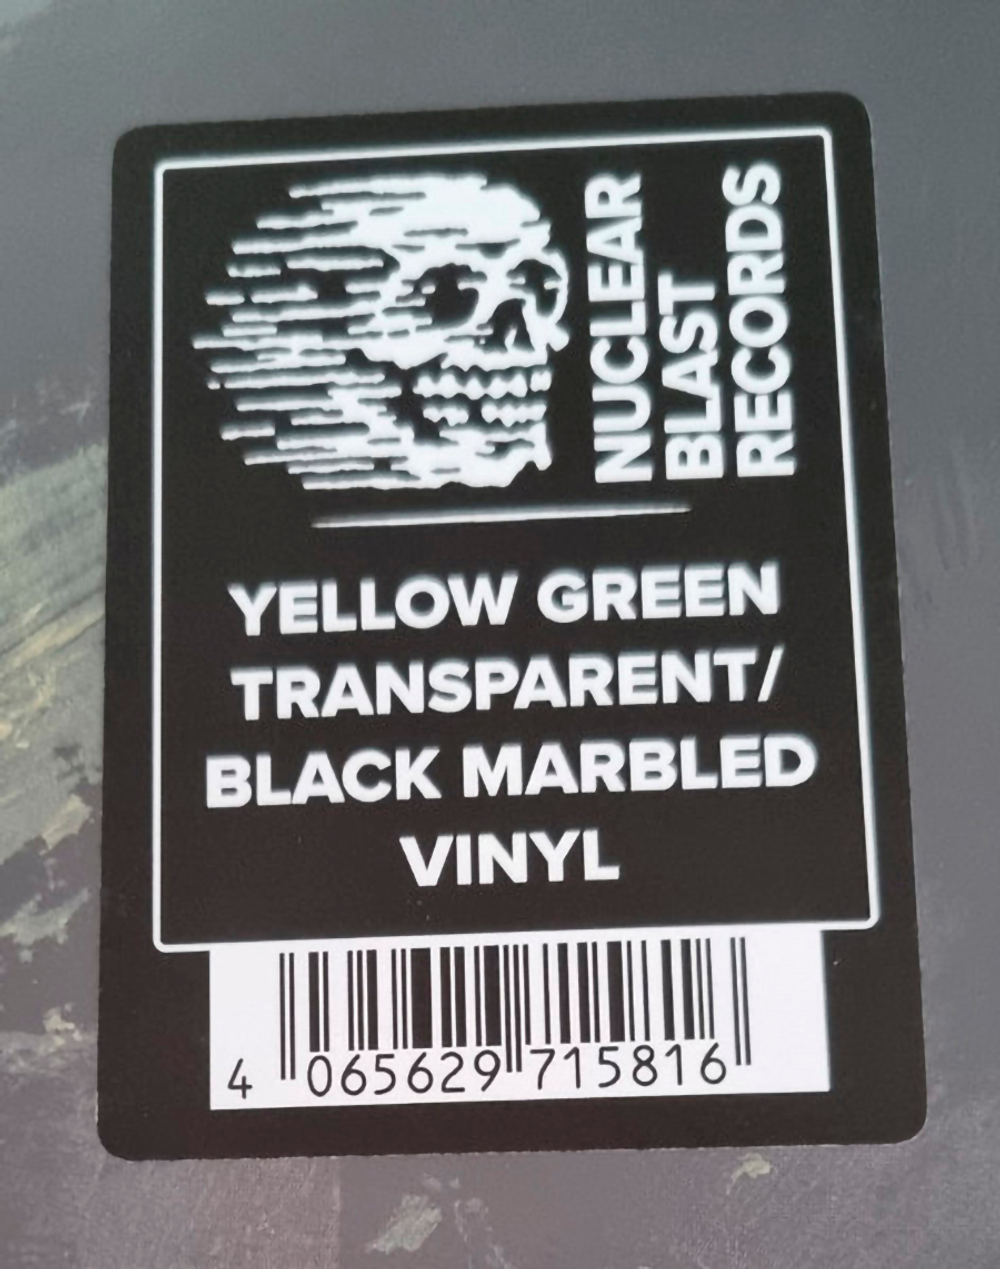 NUCLEAR
BLAST
RECORDS
YELLOW GREEN
TRANSPARENT/
BLACK MARBLED
VINYL
4 065629 715816